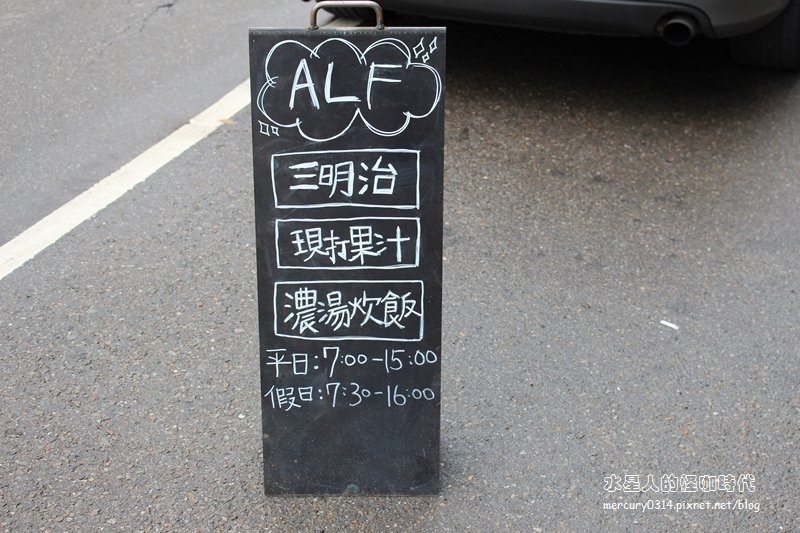 ALF
三明治
現打果汁
濃湯炊飯
平日:7:00-15:00
假日:7:30-16:00
水星人的怪咖時代
mercury0314.pixnet.net/blog